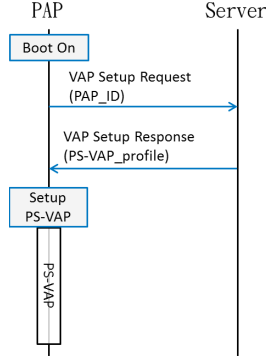 PAP Server
Boot On
VAP Setup Request
(PAP_ID)
VAP Setup Response
(PS-VAP_profile)
Setup
PS-VAP
PS-VAP